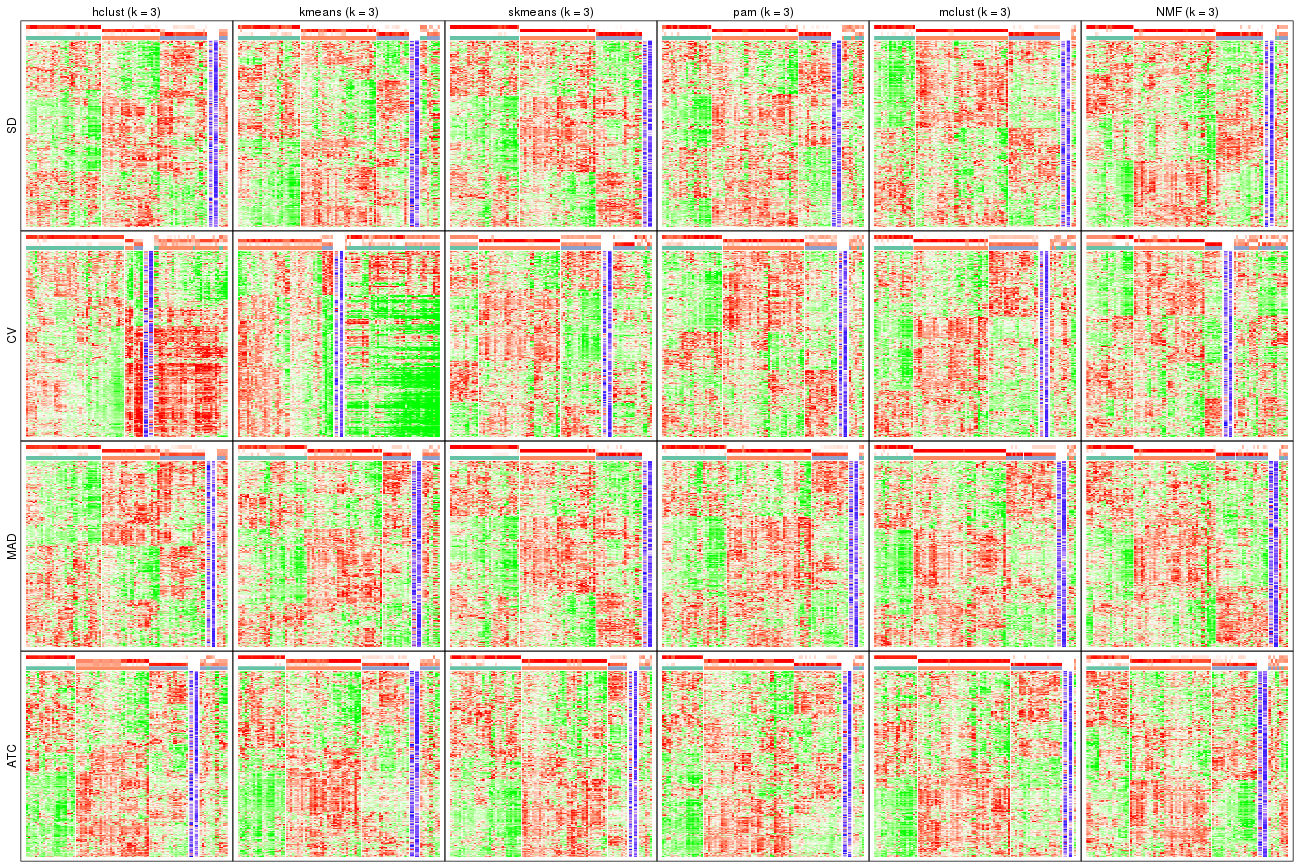 hclust (k = 3) kmeans (k = 3) skmeans (k = 3) pam (k = 3) mclust (k = 3) NMF (k = 3)
SD
CV
MAD
ATC